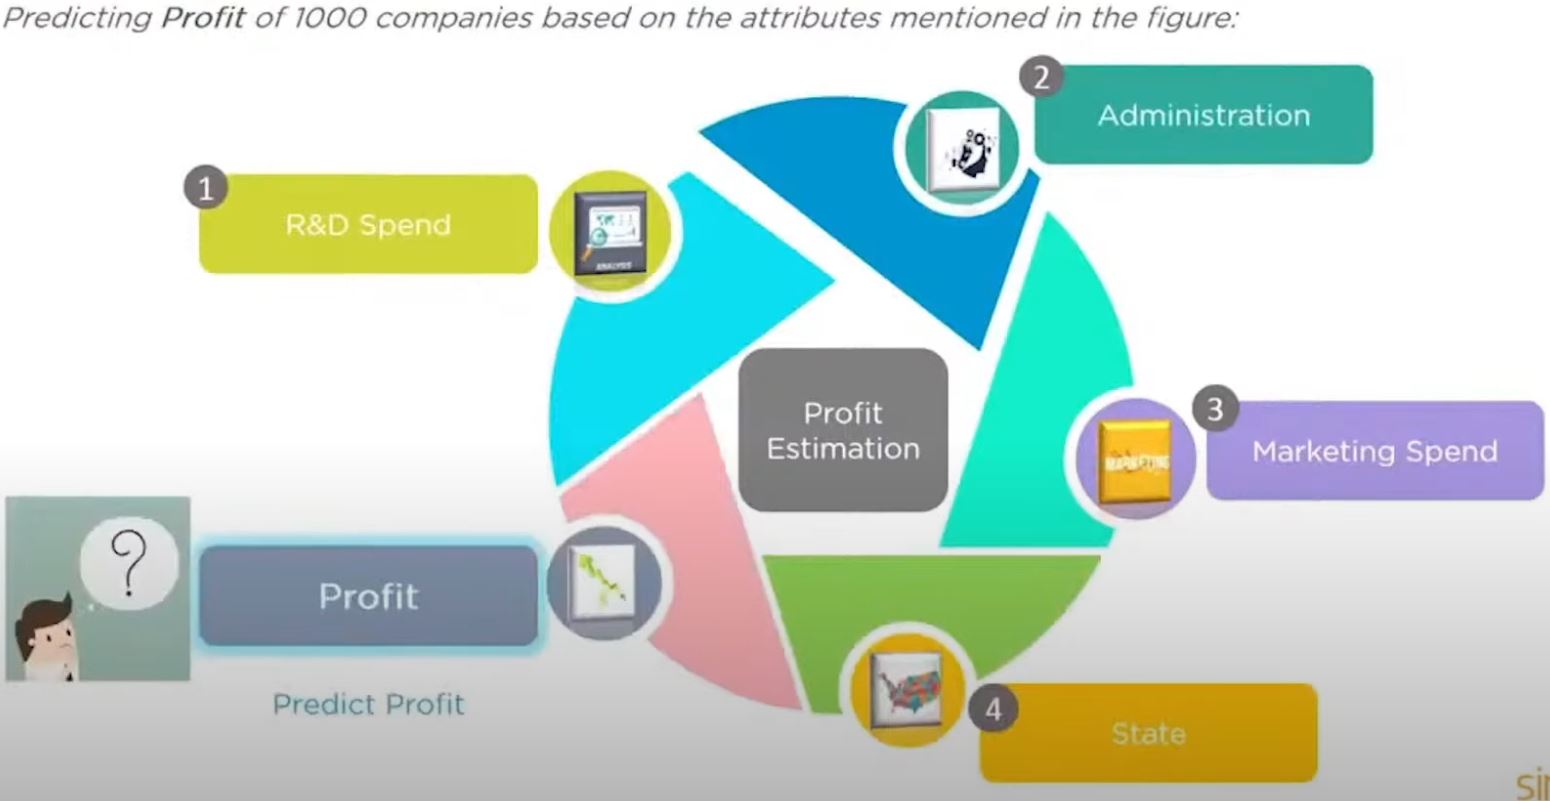 Predicting Profit of 1000 companies based on the attributes mentioned in the figure:
2
Administration
1
R&D Spend
ANALYSIS
Profit
Estimation
3
Marketing Spend
MARKETING
?
Profit
Predict Profit
4
State